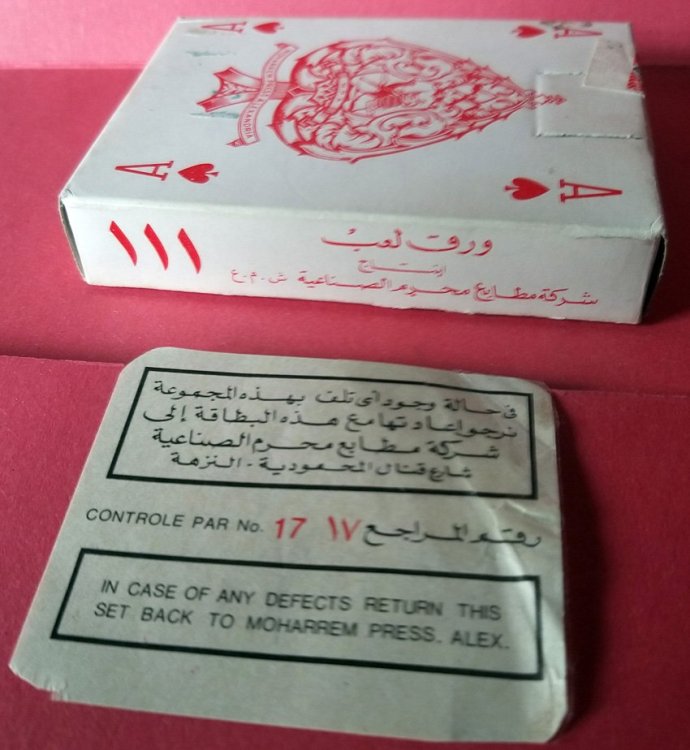 A
A
ALEXANDRIA
A
A
١١١
ورق لعب
إنتاج
شركة مطابع محرم الصناعية ش.م.ع
فى حالة وجود أى تلف بهذه المجموعة
نرجو إعادتها مع هذه البطاقة إلى
شركة مطابع محرم الصناعية
شارع قنال المحمودية - النزهة
CONTROLE PAR No. 17 ١٧ رقم المراجع
IN CASE OF ANY DEFECTS RETURN THIS
SET BACK TO MOHARREM PRESS. ALEX.